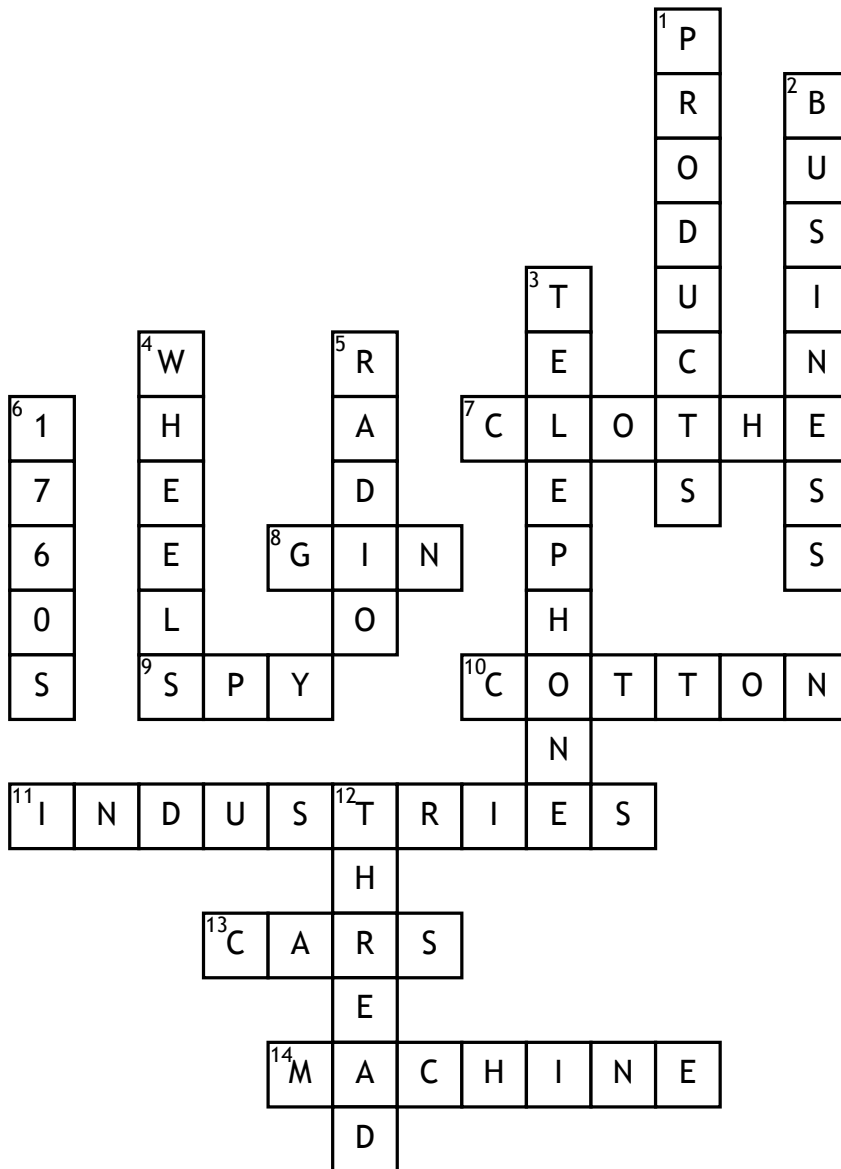 1 P
R 2 B
O U
D S
3 T U I
4 W 5 R E C N
6 1 H A 7 C L O T H E
7 E D E S S
6 E 8 G I N P S
0 L O H
S 9 S P Y 10 C O T T O N
N
11 I N D U S 12 T R I E S
H
13 C A R S
E
14 M A C H I N E
D